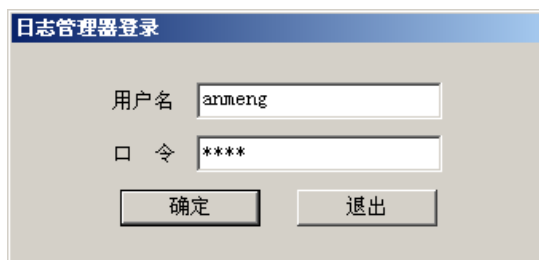 日志管理器登录
用户名 anmeng
口 令 ****
确定 退出